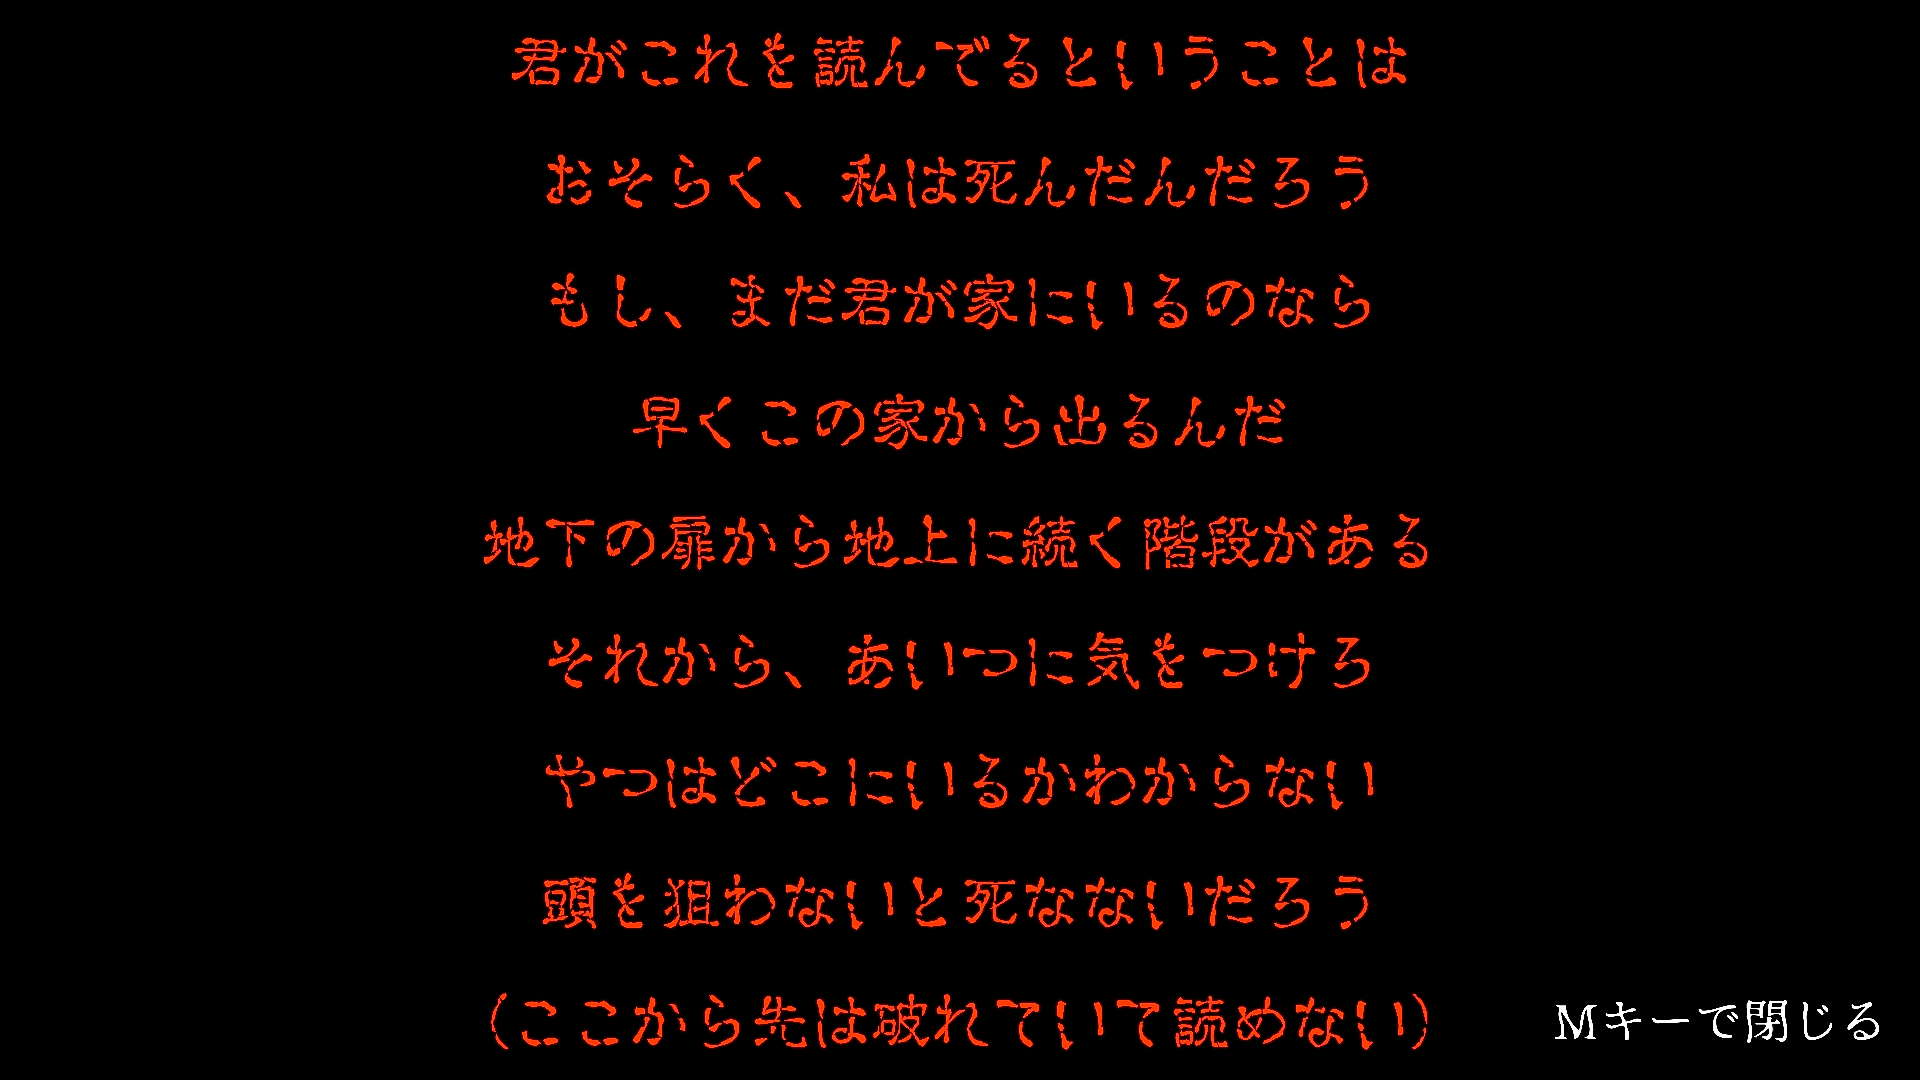 君がこれを読んでるということは
おそらく、私は死んだんだろう
もし、まだ君が家にいるのなら
早くこの家から出るんだ
地下の扉から地上に続く階段がある
それから、あいつに気をつけろ
やつはどこにいるかわからない
頭を狙わないと死なないだろう
(ここから先は破れていて読めない)
Mキーで閉じる